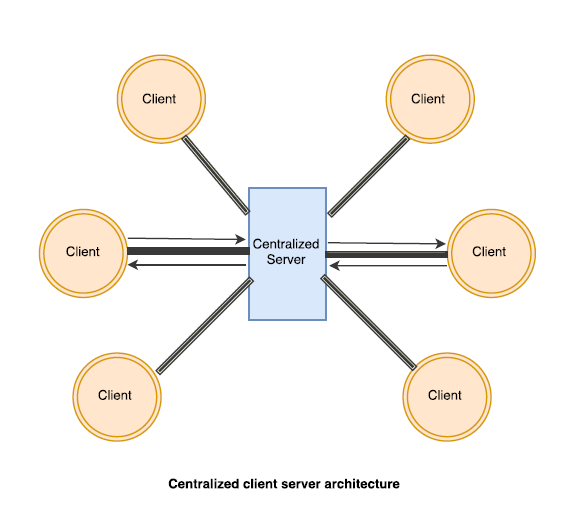 Client
Client
Client
Centralized
Server
Client
Client
Client
Centralized client server architecture